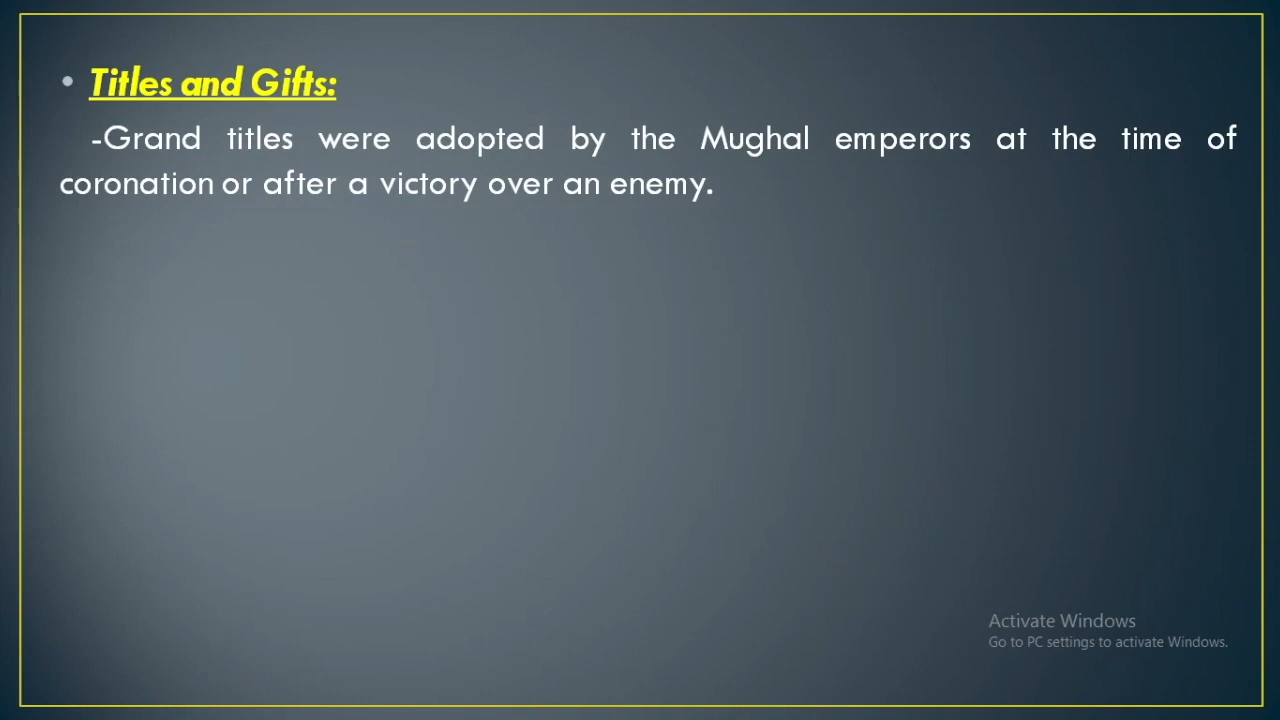 • Titles and Gifts:
-Grand titles were adopted by the Mughal emperors at the time of
coronation or after a victory over an enemy.
Activate Windows
Go to PC settings to activate Windows.